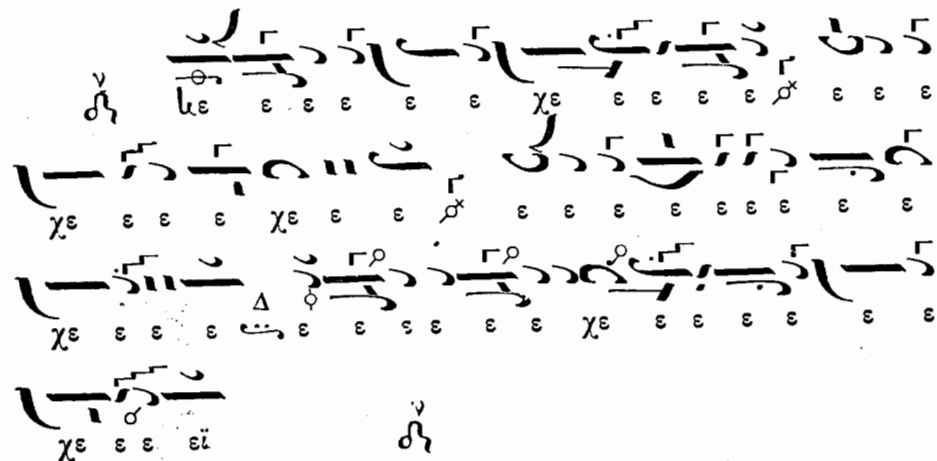 ν κε ε ε ε ε ε χε ε ε ε ε ε ε ε
χε ε ε ε χε ε ε ε ε ε ε ε ε ε ε ε
χε ε ε ε Δ ε ε ε ε ε ε χε ε ε ε ε ε ε
χε ε ε εϊ ν